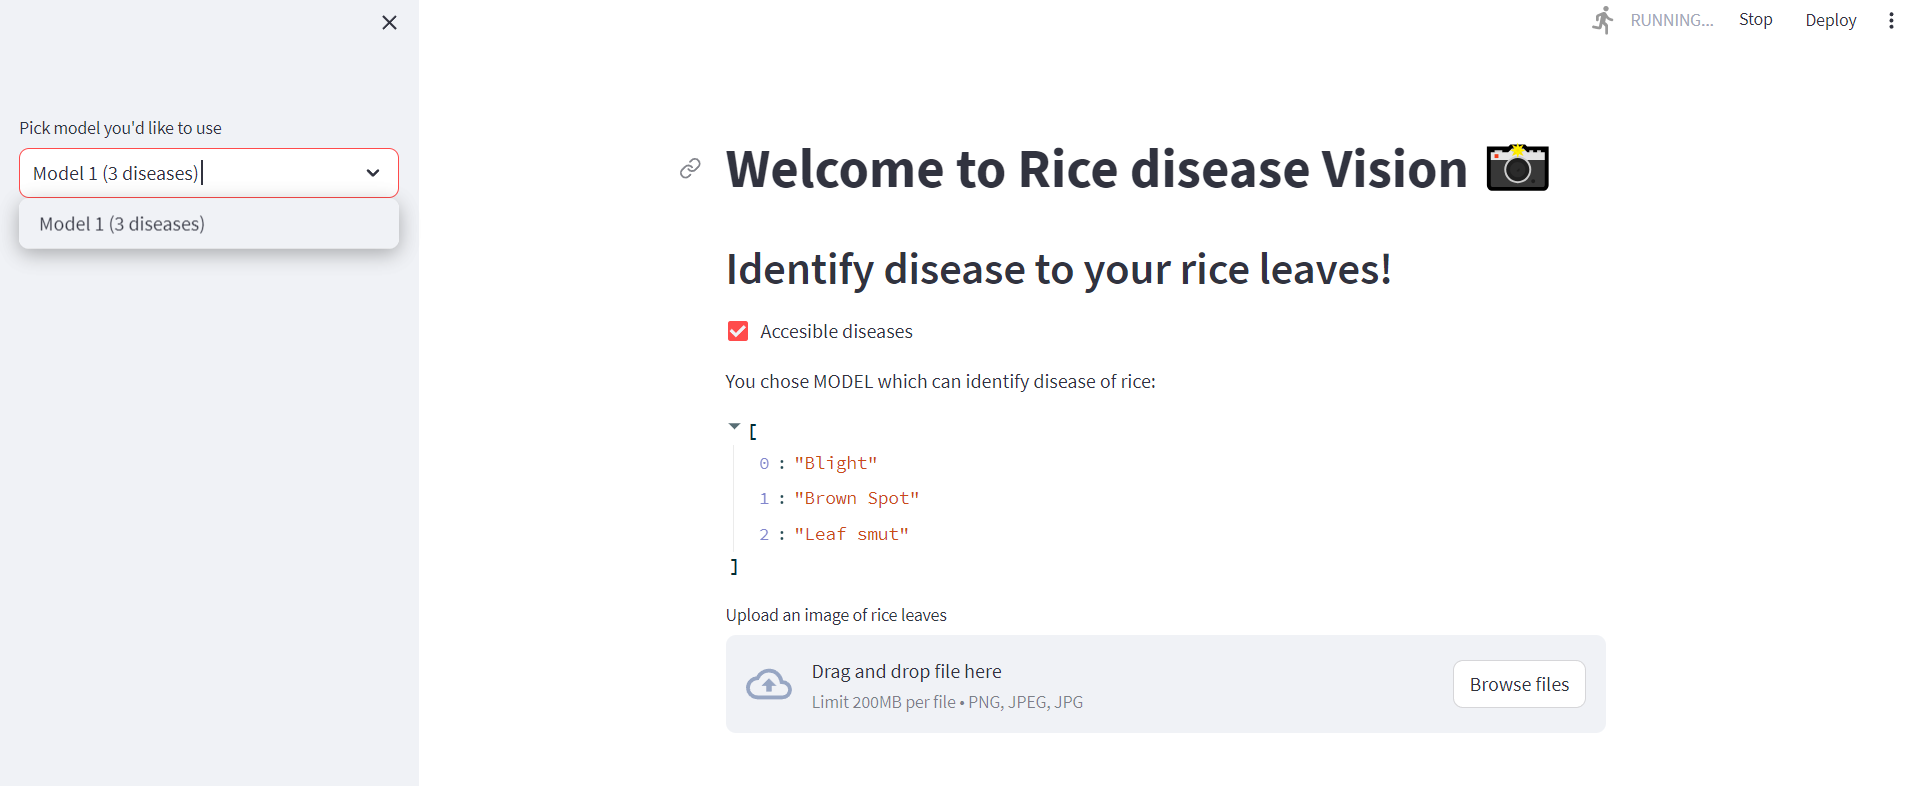 RUNNING...
Stop
Deploy
Pick model you'd like to use
Model 1 (3 diseases)
Model 1 (3 diseases)
Welcome to Rice disease Vision
Identify disease to your rice leaves!
Accesible diseases
You chose MODEL which can identify disease of rice:
[
0 : "Blight"
1 : "Brown Spot"
2 : "Leaf smut"
]
Upload an image of rice leaves
Drag and drop file here
Limit 200MB per file • PNG, JPEG, JPG
Browse files